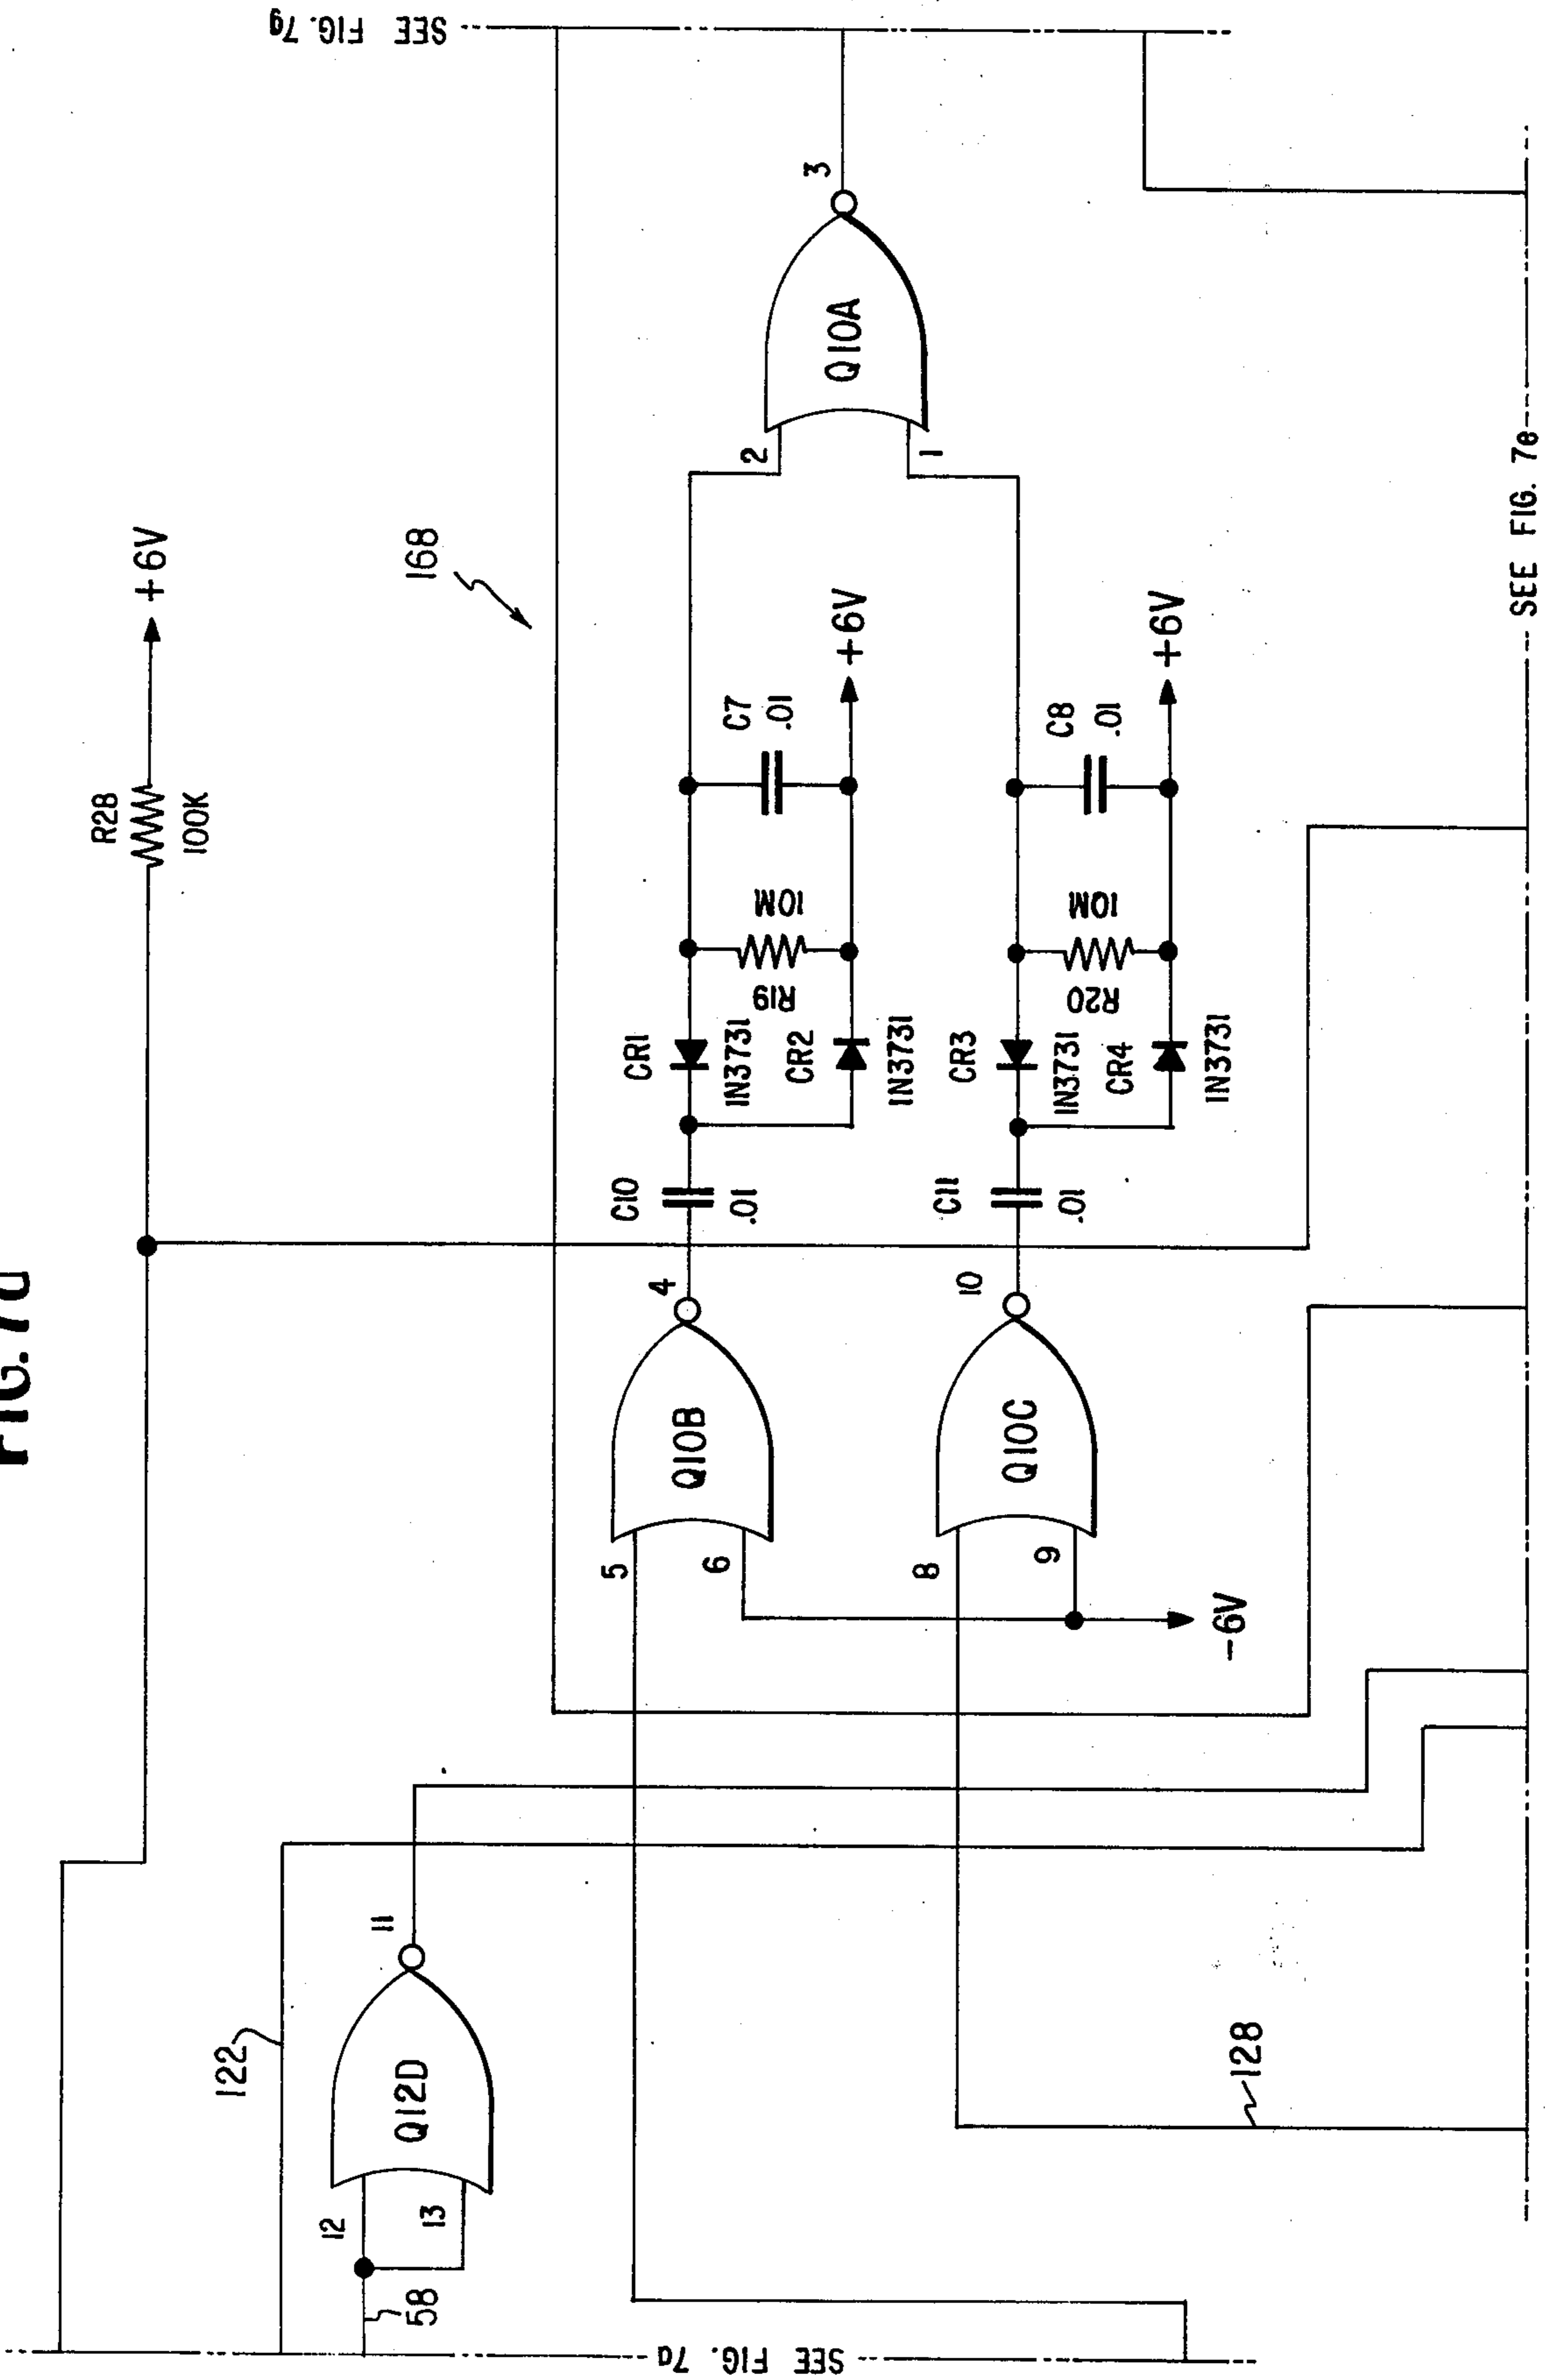 FIG. 7d
R28
100K
+6V
SEE FIG. 7g
168
122
58
12
13
Q12D
11
SEE FIG. 7a
5
6
Q10B
4
C10
.01
CR1
1N3731
CR2
1N3731
R19
10M
C7
.01
+6V
2
1
Q10A
3
8
9
Q10C
10
-6V
C11
.01
CR3
1N3731
CR4
1N3731
R20
10M
C8
.01
+6V
128
SEE FIG. 7e